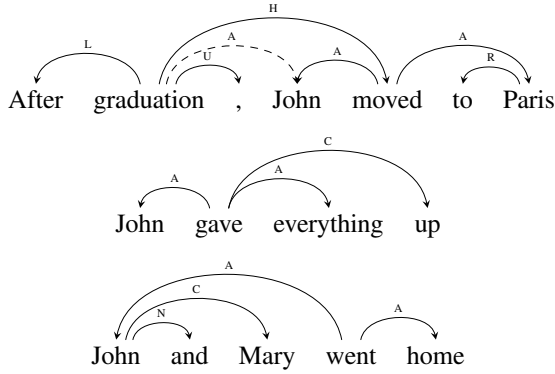 H
L A U A A R
After graduation , John moved to Paris
C
A A
John gave everything up
A
C
N A
John and Mary went home